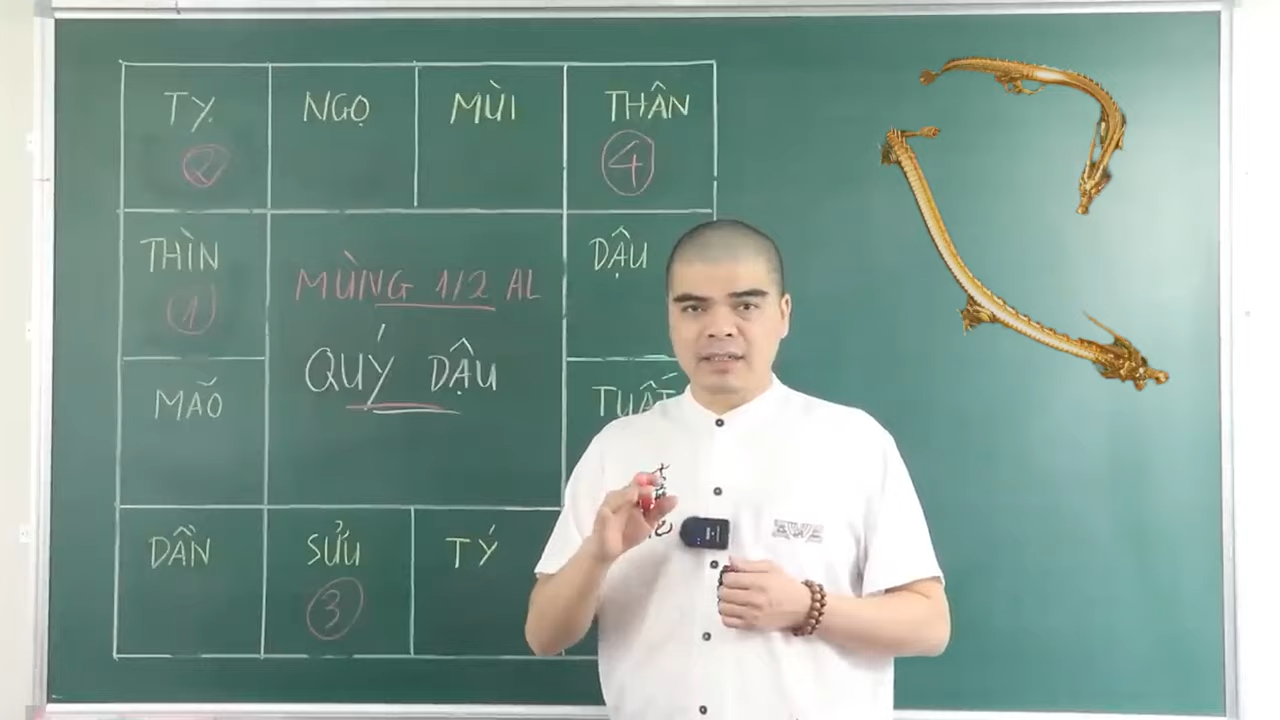 TỴ
②
NGỌ
MÙI
THÂN
④
THÌN
①
MÙNG 1/2 AL
QUÝ DẬU
DẬU
MÃO
TUẤT
DẦN
SỬU
③
TÝ